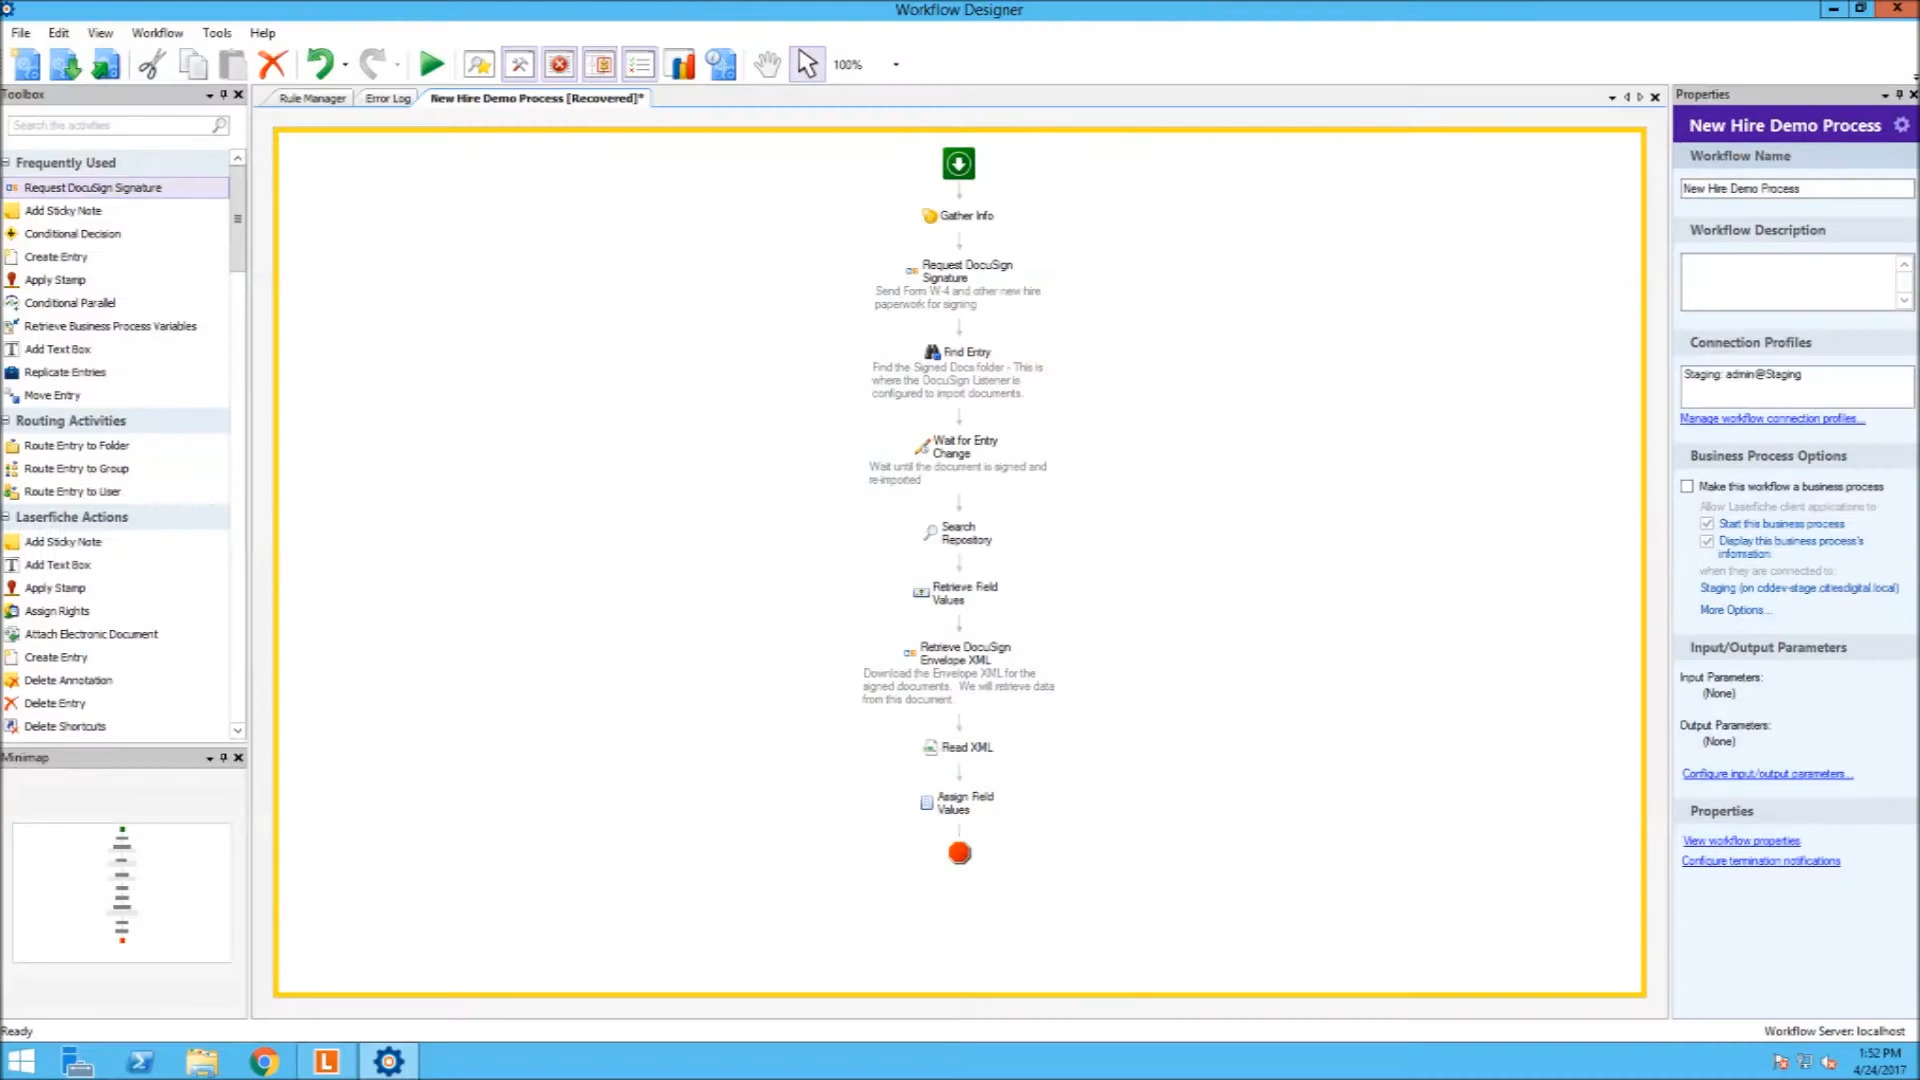 Workflow Designer
File Edit View Workflow Tools Help
100%
Toolbox
Search the activities
Frequently Used
Request DocuSign Signature
Add Sticky Note
Conditional Decision
Create Entry
Apply Stamp
Conditional Parallel
Retrieve Business Process Variables
Add Text Box
Replicate Entries
Move Entry
Routing Activities
Route Entry to Folder
Route Entry to Group
Route Entry to User
Laserfiche Actions
Add Sticky Note
Add Text Box
Apply Stamp
Assign Rights
Attach Electronic Document
Create Entry
Delete Annotation
Delete Entry
Delete Shortcuts
Minimap
Rule Manager Error Log New Hire Demo Process [Recovered]*
Gather Info
Request DocuSign
Signature
Send Form W-4 and other new hire
paperwork for signing
Find Entry
Find the Signed Docs folder - This is
where the DocuSign Listener is
configured to import documents.
Wait for Entry
Change
Wait until the document is signed and
re-imported
Search
Repository
Retrieve Field
Values
Retrieve DocuSign
Envelope XML
Download the Envelope XML for the
signed documents. We will retrieve data
from this document.
Read XML
Assign Field
Values
Properties
New Hire Demo Process
Workflow Name
New Hire Demo Process
Workflow Description
Connection Profiles
Staging: admin@Staging
Manage workflow connection profiles...
Business Process Options
Make this workflow a business process
Allow Laserfiche client applications to
Start this business process
Display this business process's
information
when they are connected to:
Staging (on cddev-stage.citiesdigital.local)
More Options...
Input/Output Parameters
Input Parameters:
(None)
Output Parameters:
(None)
Configure input/output parameters...
Properties
View workflow properties
Configure termination notifications
Ready
Workflow Server: localhost
L
1:52 PM
4/24/2017